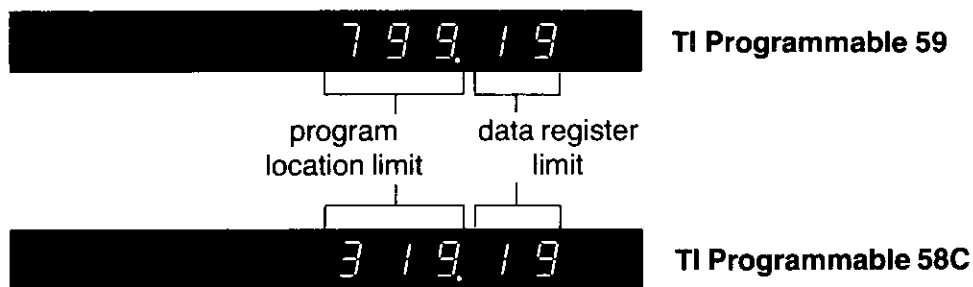 799.19 TI Programmable 59
program data register
location limit limit
319.19 TI Programmable 58C